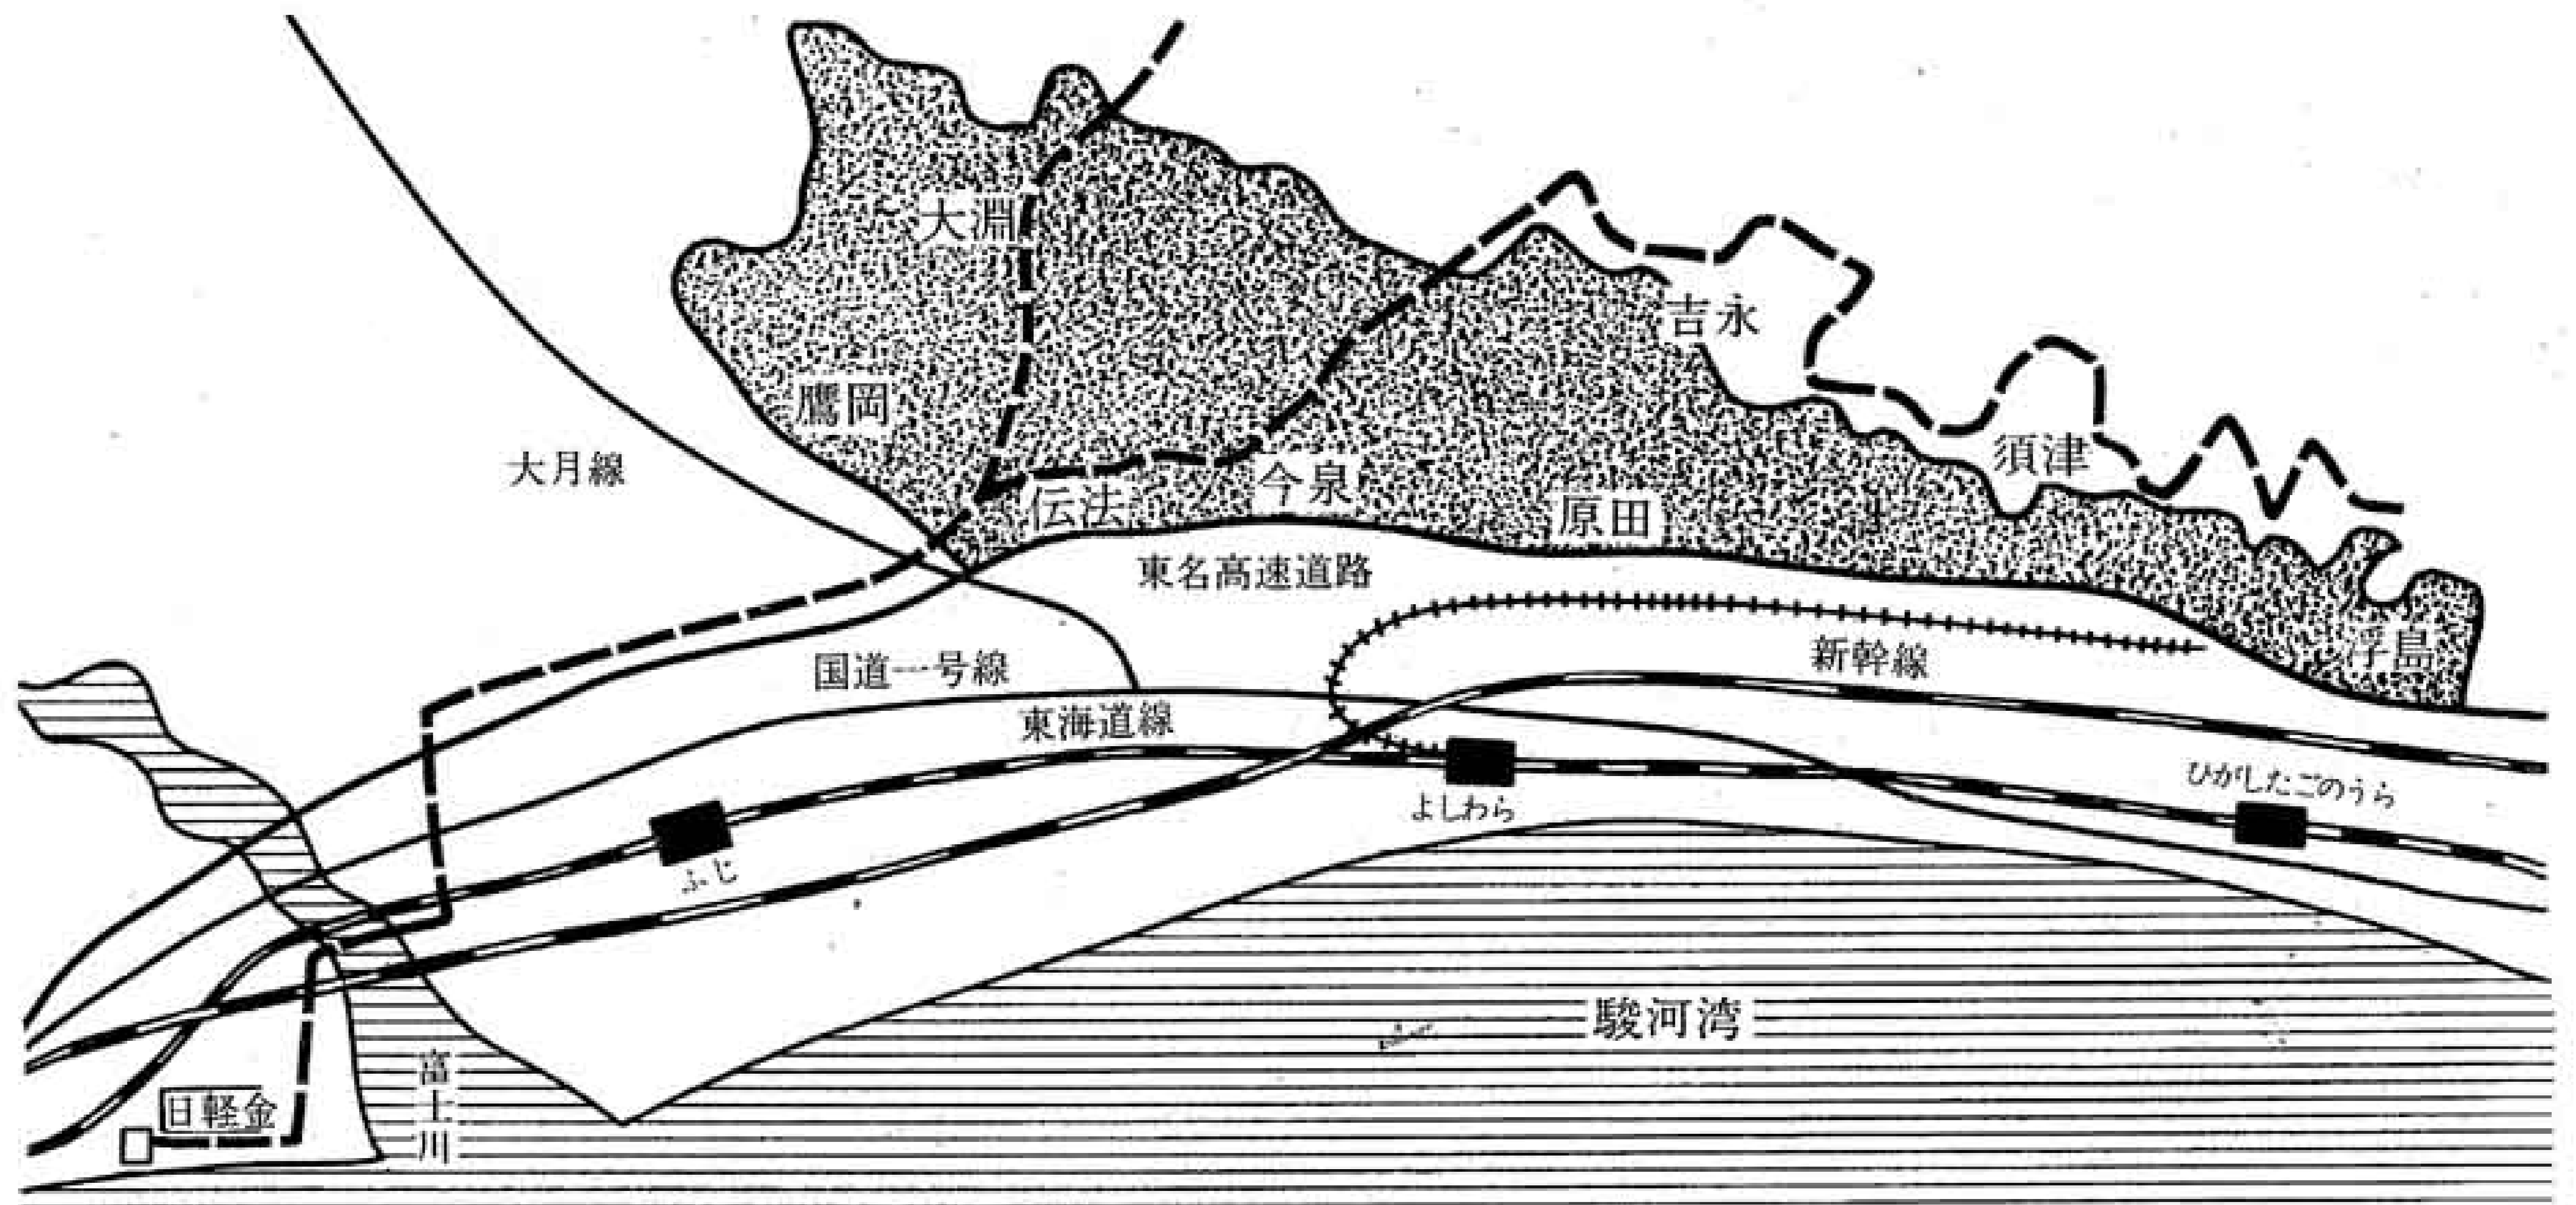 大淵
吉永
鷹岡
大月線
須津
伝法
今泉
原田
東名高速道路
浮島
新幹線
国道一号線
東海道線
ひがしたごのうら
よしわら
ふじ
駿河湾
富士川
日軽金